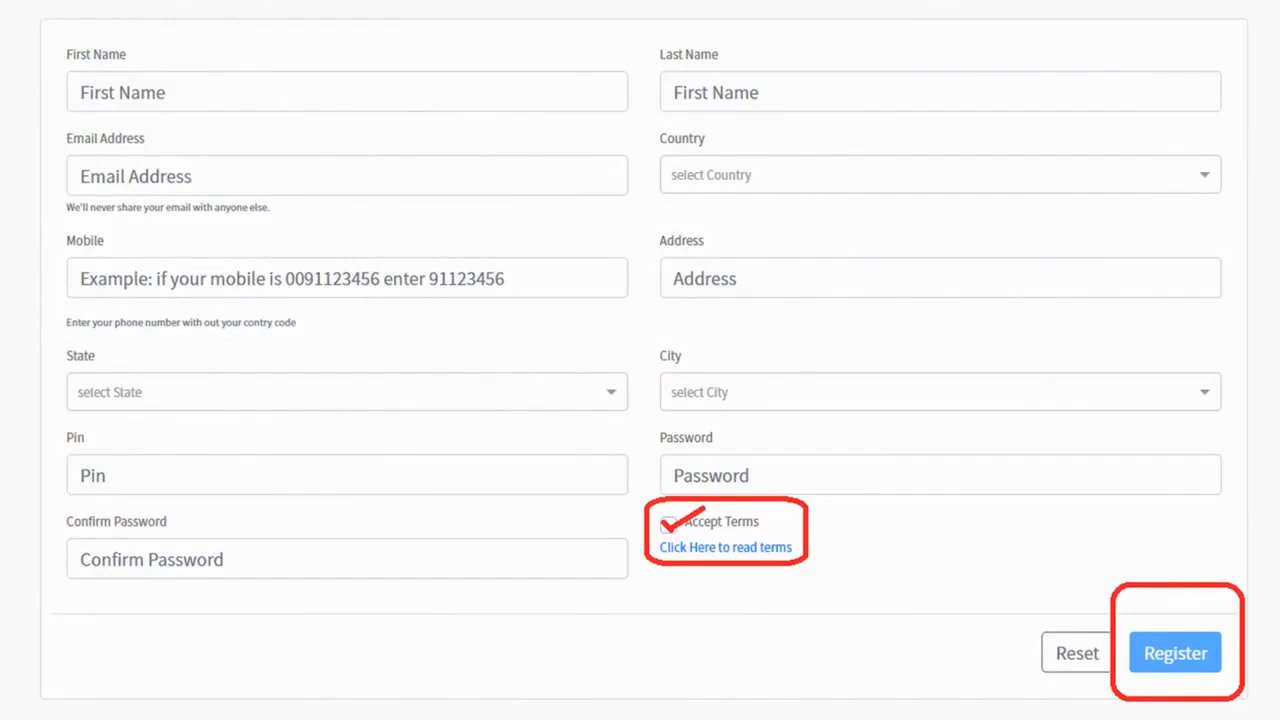 First Name
Last Name
First Name
First Name
Email Address
Country
Email Address
select Country
We'll never share your email with anyone else.
Mobile
Address
Example: if your mobile is 0091123456 enter 91123456
Address
Enter your phone number with out your contry code
State
City
select State
select City
Pin
Password
Pin
Password
Confirm Password
Accept Terms
Click Here to read terms
Confirm Password
Reset
Register